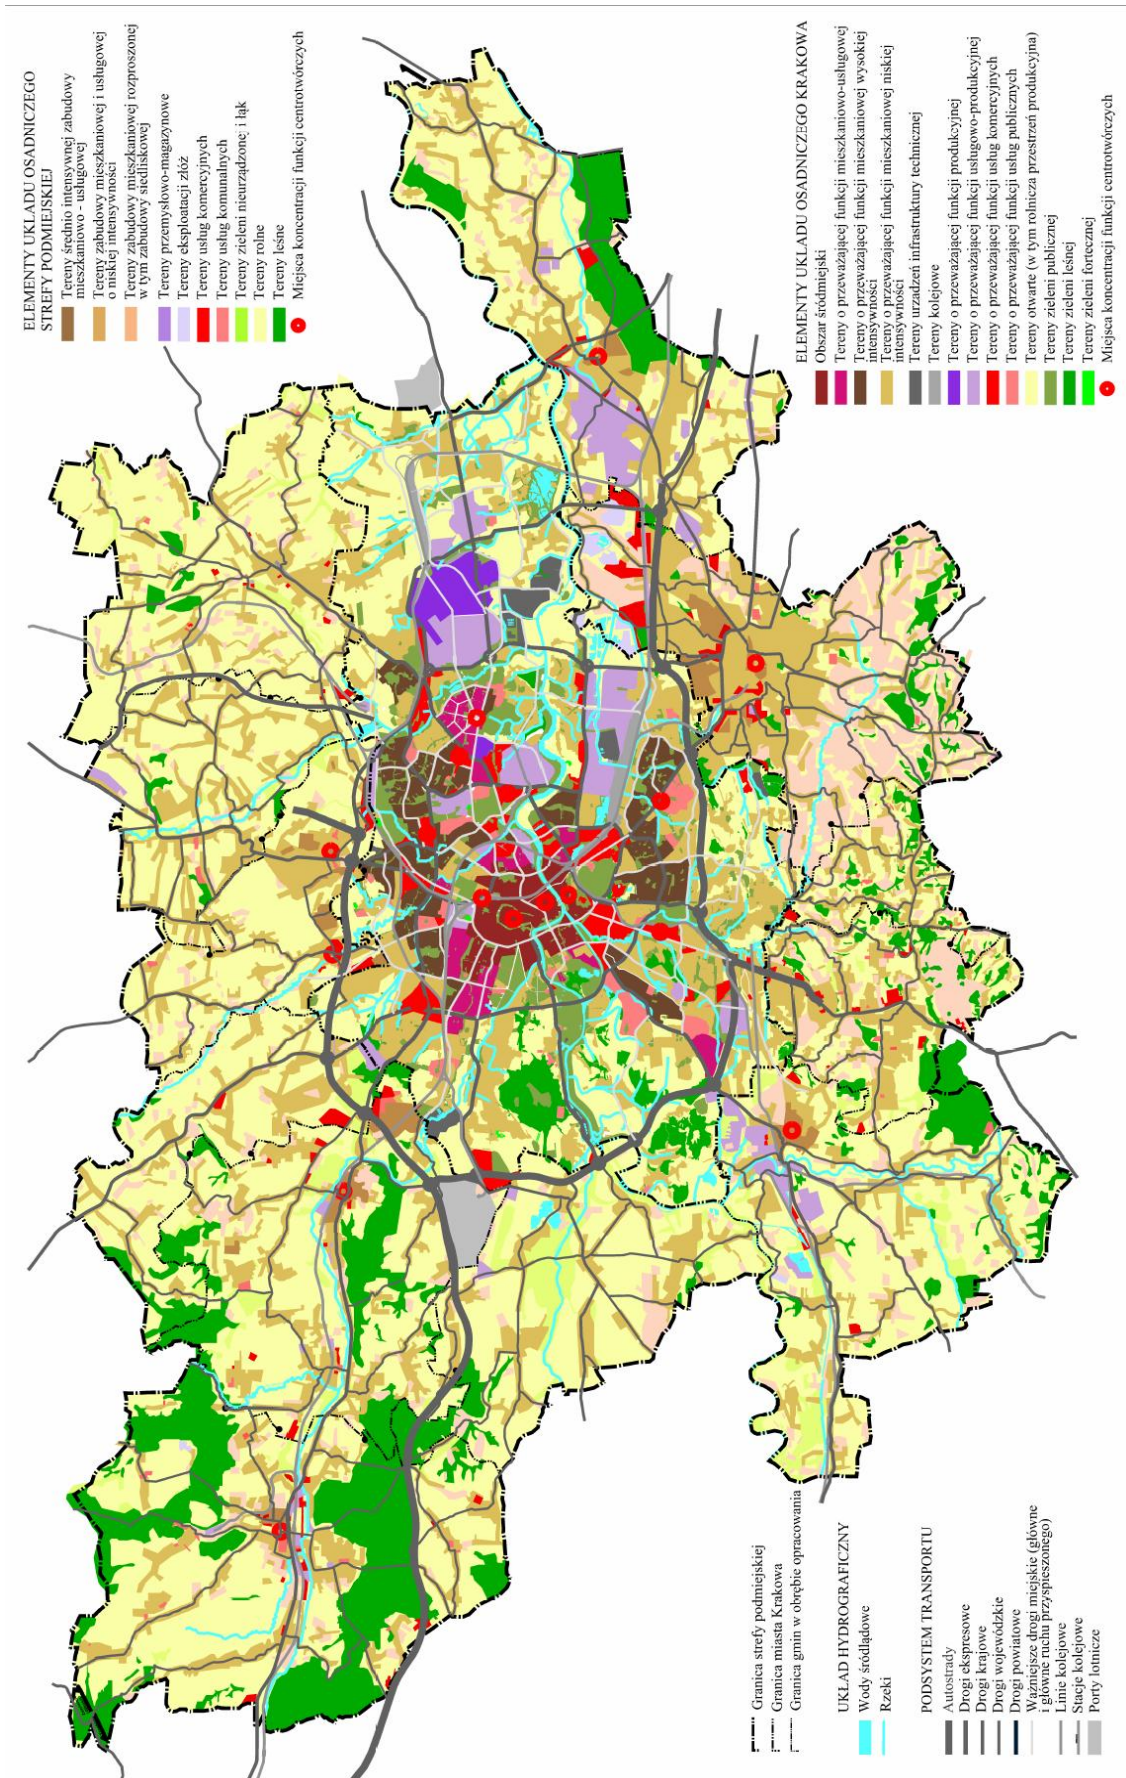 ELEMENTY UKŁADU OSADNICZEGO
STREFY PODMIEJSKIEJ
Tereny średnio intensywnej zabudowy
mieszkaniowo - usługowej
Tereny zabudowy mieszkaniowej i usługowej
o niskiej intensywności
Tereny zabudowy mieszkaniowej rozproszonej
w tym zabudowy siedliskowej
Tereny przemysłowo-magazynowe
Tereny eksploatacji złóż
Tereny usług komercyjnych
Tereny usług komunalnych
Tereny zieleni nieurządzonej i łąk
Tereny rolne
Tereny leśne
Miejsca koncentracji funkcji centrotwórczych
ELEMENTY UKŁADU OSADNICZEGO KRAKOWA
Obszar śródmiejski
Tereny o przeważającej funkcji mieszkaniowo-usługowej
Tereny o przeważającej funkcji mieszkaniowej wysokiej
intensywności
Tereny o przeważającej funkcji mieszkaniowej niskiej
intensywności
Tereny urządzeń infrastruktury technicznej
Tereny kolejowe
Tereny o przeważającej funkcji produkcyjnej
Tereny o przeważającej funkcji usługowo-produkcyjnej
Tereny o przeważającej funkcji usług komercyjnych
Tereny o przeważającej funkcji usług publicznych
Tereny otwarte (w tym rolnicza przestrzeń produkcyjna)
Tereny zieleni publicznej
Tereny zieleni leśnej
Tereny zieleni fortecznej
Miejsca koncentracji funkcji centrotwórczych
Granica strefy podmiejskiej
Granica miasta Krakowa
Granica gmin w obrębie opracowania
UKŁAD HYDROGRAFICZNY
Wody śródlądowe
Rzeki
PODSYSTEM TRANSPORTU
Autostrady
Drogi ekspresowe
Drogi krajowe
Drogi wojewódzkie
Drogi powiatowe
Ważniejsze drogi miejskie (główne
i główne ruchu przyspieszonego)
Linie kolejowe
Stacje kolejowe
Porty lotnicze